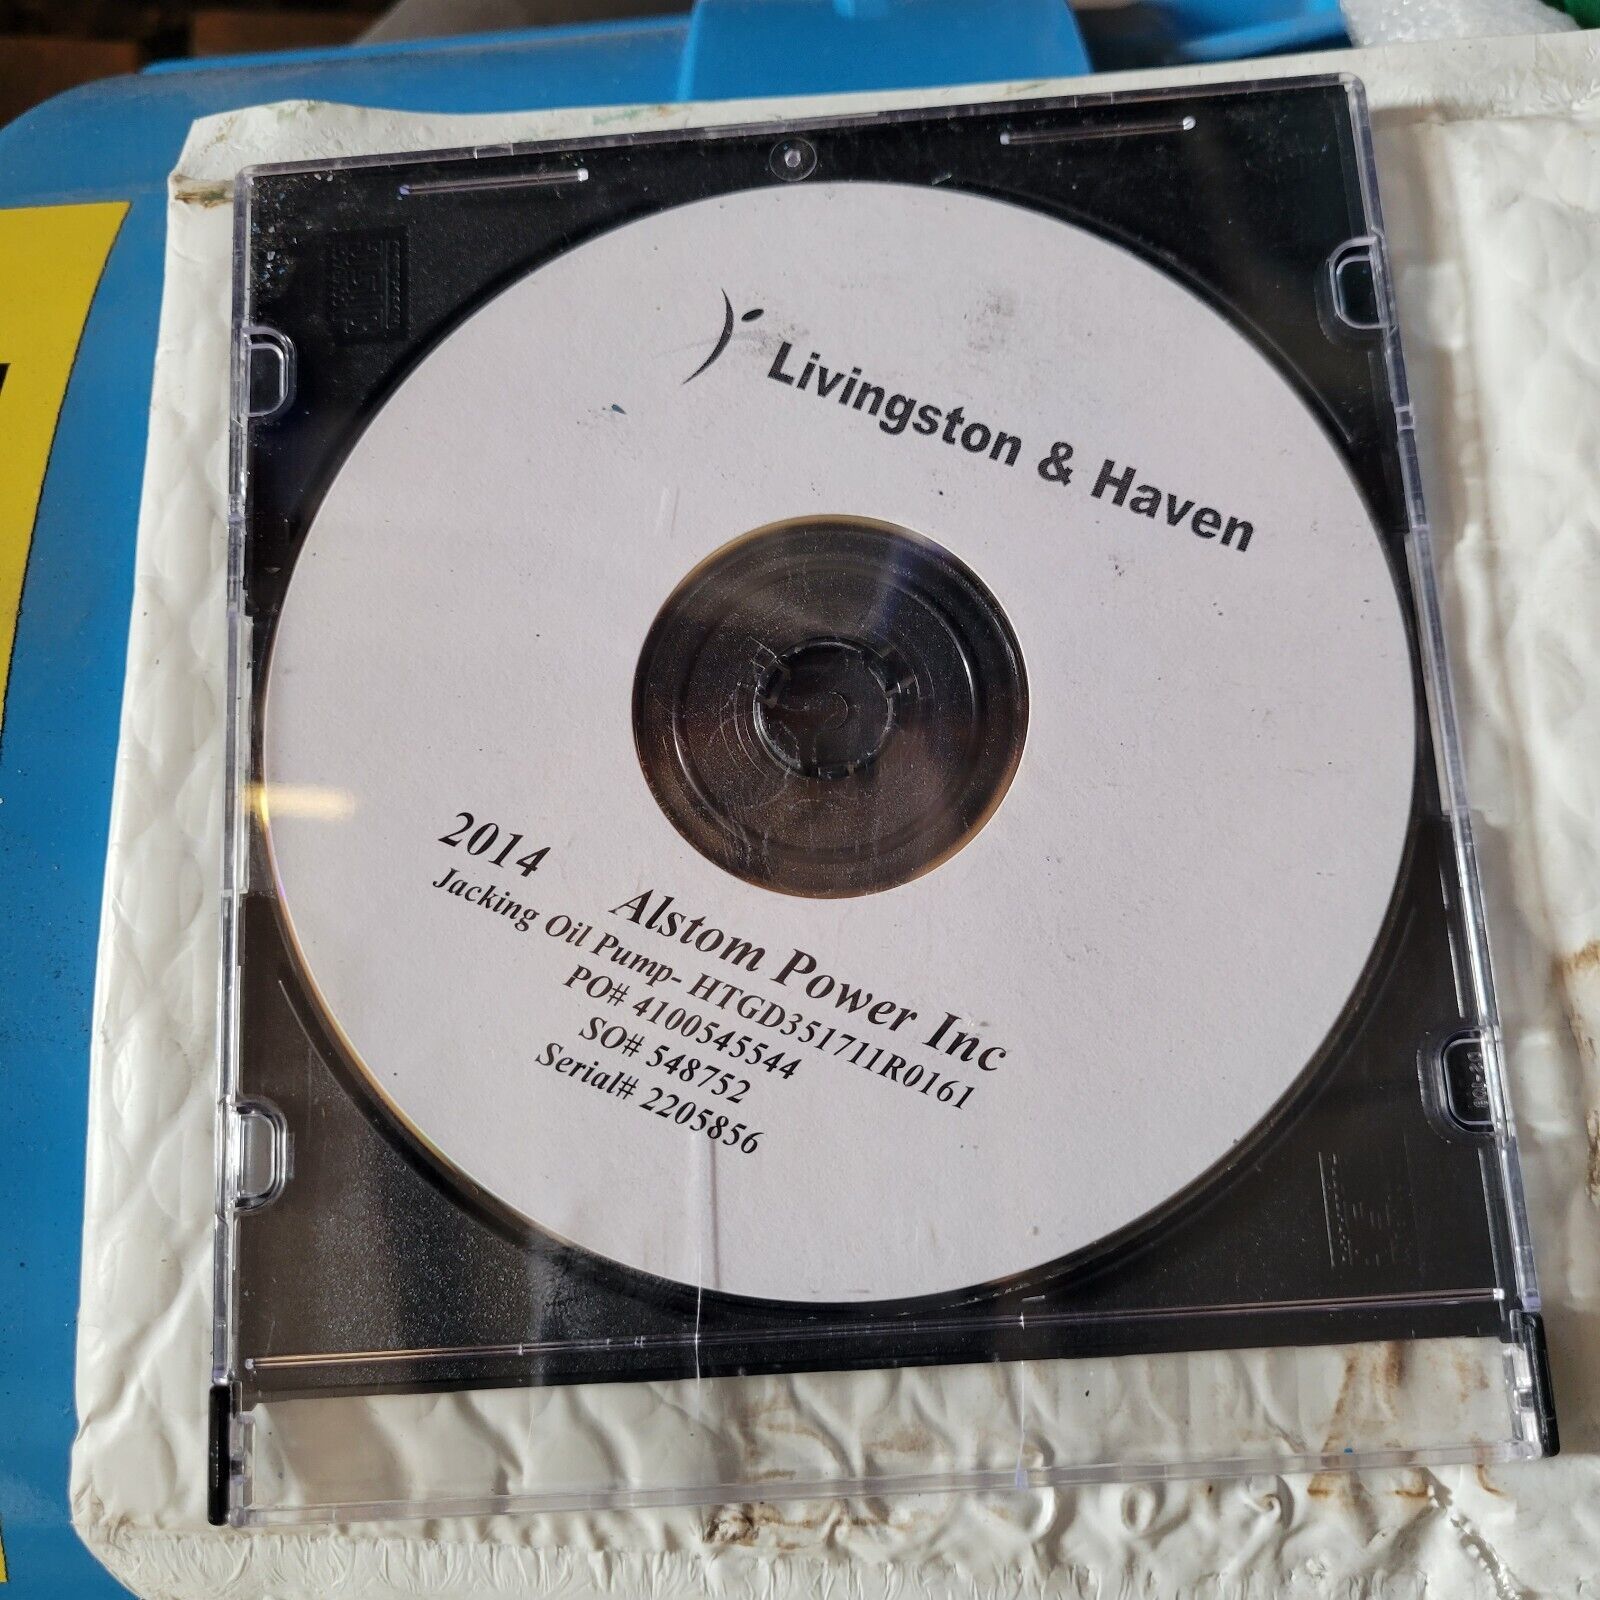 Livingston & Haven
2014 Alstom Power Inc
Jacking Oil Pump- HTGD351711R0161
PO# 4100545544
SO# 548752
Serial# 2205856